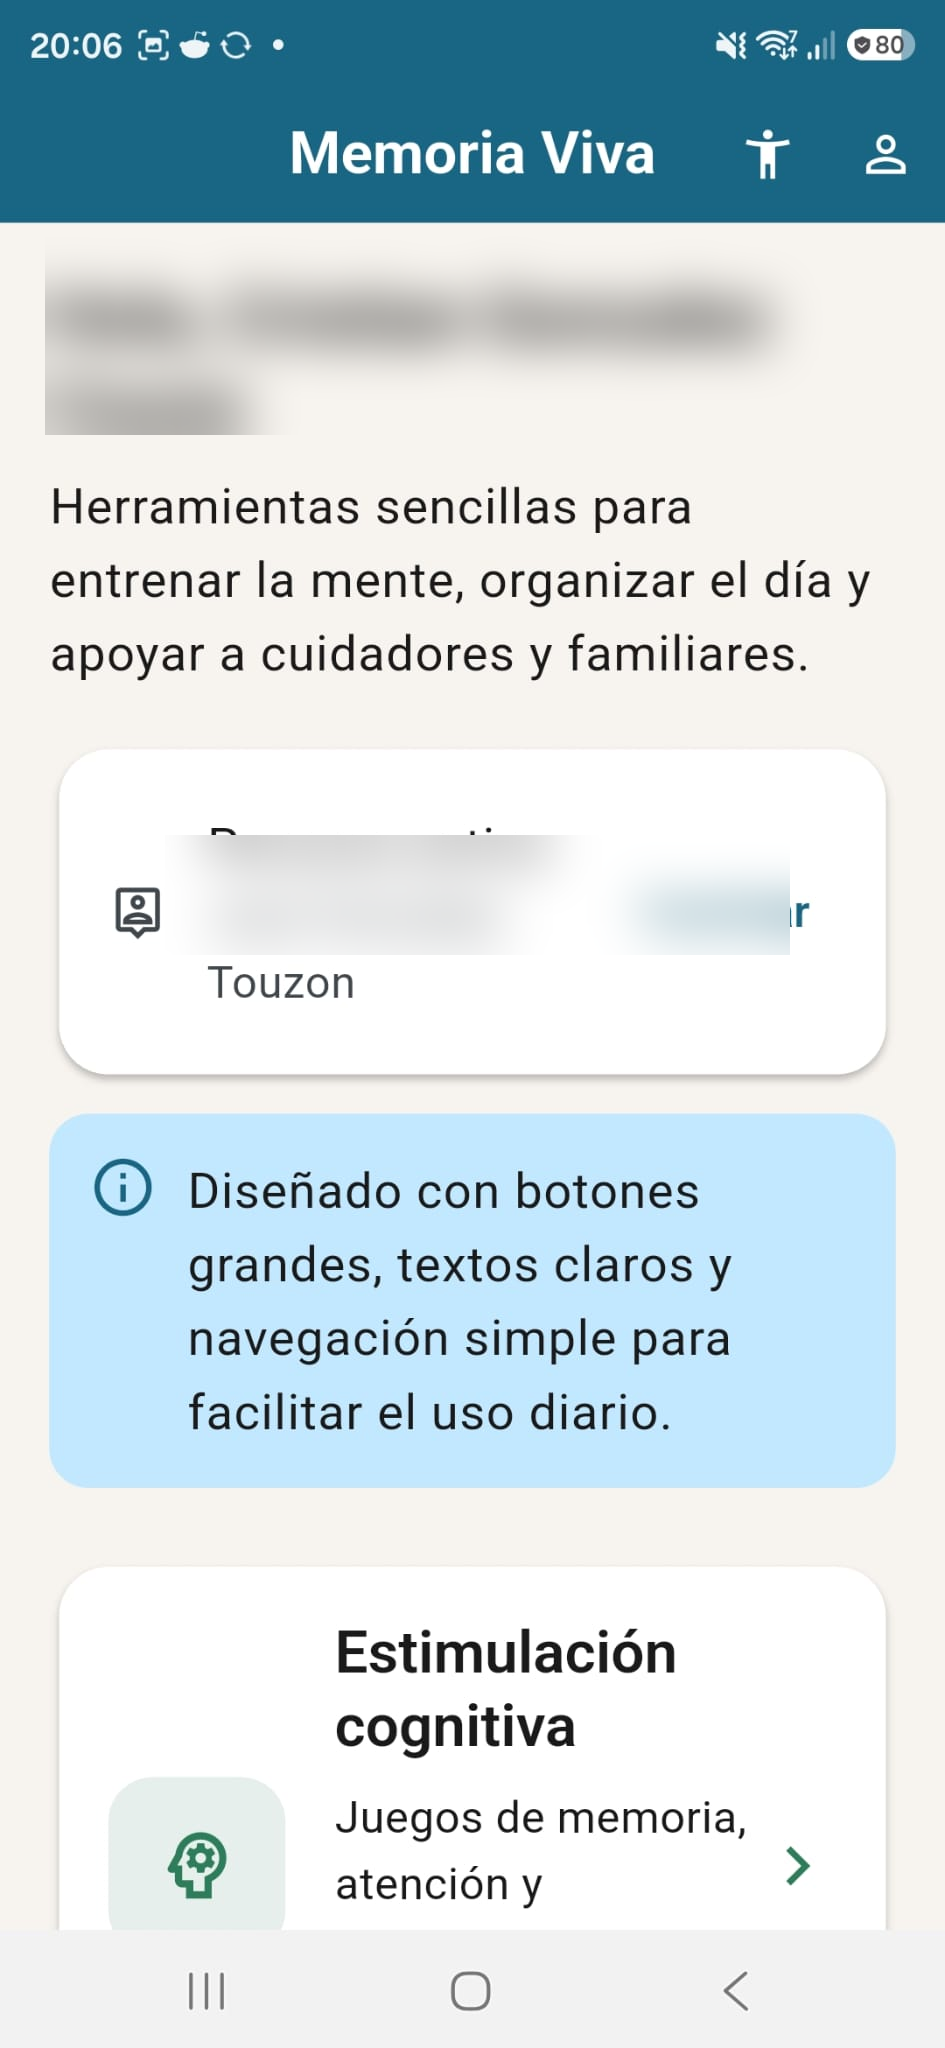 20:06
7
80
Memoria Viva
Herramientas sencillas para
entrenar la mente, organizar el día y
apoyar a cuidadores y familiares.
Touzon
Diseñado con botones
grandes, textos claros y
navegación simple para
facilitar el uso diario.
Estimulación
cognitiva
Juegos de memoria,
atención y